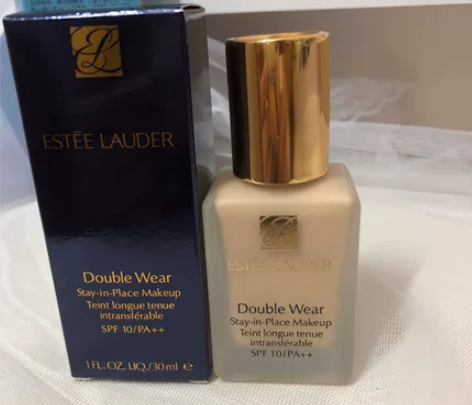 ESTĒE LAUDER
Double Wear
Stay-in-Place Makeup
Teint longue tenue
intransférable
SPF 10/PA++
1 FL.OZ. LIQ./30ml e
ESTĒE LAUDER
Double Wear
Stay-in-Place Makeup
Teint longue tenue
intransférable
SPF 10/PA++